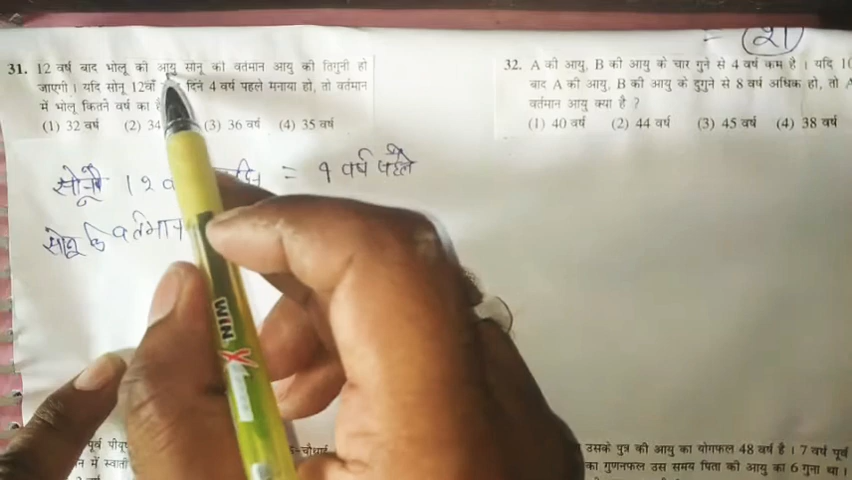 = 21
31. 12 वर्ष बाद भोलू की आयु सोनू की वर्तमान आयु की तिगुनी हो
जाएगी । यदि सोनू 12वाँ दिन 4 वर्ष पहले मनाया हो, तो वर्तमान
में भोलू कितने वर्ष का है
(1) 32 वर्ष (2) 34 (3) 36 वर्ष (4) 35 वर्ष
32. A की आयु, B की आयु के चार गुने से 4 वर्ष कम है । यदि 10
बाद A की आयु, B की आयु के दुगुने से 8 वर्ष अधिक हो, तो
वर्तमान आयु क्या है ?
(1) 40 वर्ष (2) 44 वर्ष (3) 45 वर्ष (4) 38 वर्ष
12 = वर्ष पहले
सोनू के वर्तमान
WIN X
पूर्व पीयू
न में स्वाती
उसके पुत्र की आयु का योगफल 48 वर्ष है । 7 वर्ष पूर्व
का गुणनफल उस समय पिता की आयु का 6 गुना था ।